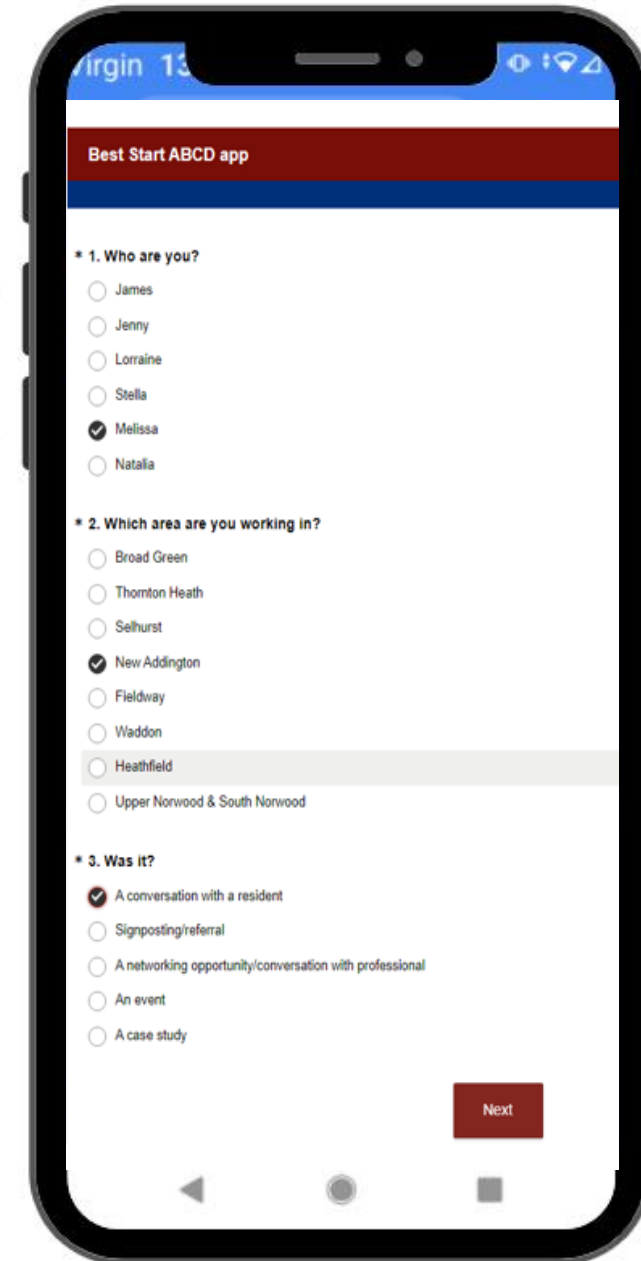 Virgin 13
Best Start ABCD app
* 1. Who are you?
James
Jenny
Lorraine
Stella
Melissa
Natalia
* 2. Which area are you working in?
Broad Green
Thornton Heath
Selhurst
New Addington
Fieldway
Waddon
Heathfield
Upper Norwood & South Norwood
* 3. Was it?
A conversation with a resident
Signposting/referral
A networking opportunity/conversation with professional
An event
A case study
Next